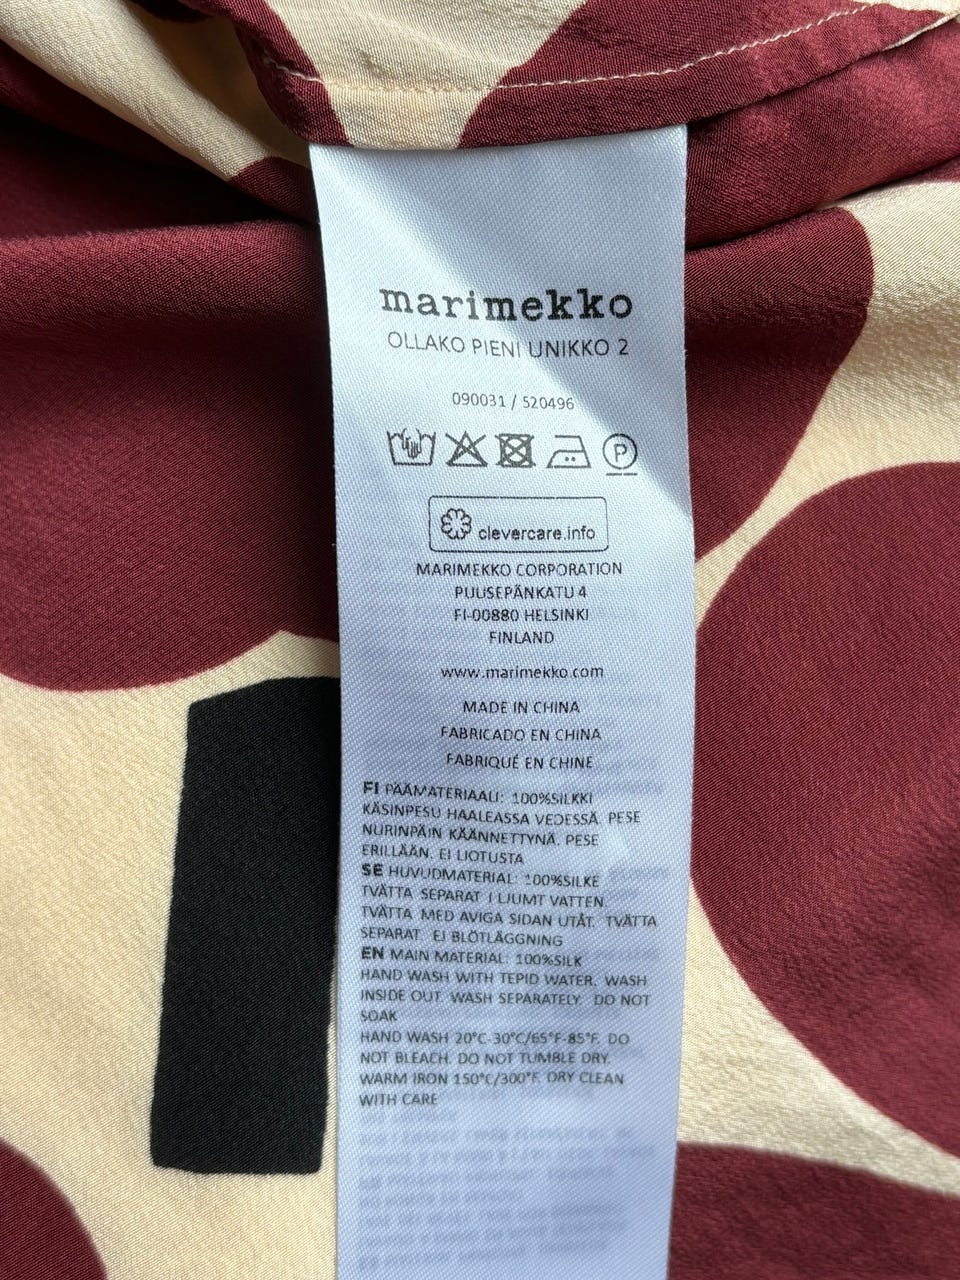 marimekko
OLLAKO PIENI UNIKKO 2
090031 / 520496
P
clevercare.info
MARIMEKKO CORPORATION
PUUSEPÄNKATU 4
FI-00880 HELSINKI
FINLAND
www.marimekko.com
MADE IN CHINA
FABRICADO EN CHINA
FABRIQUÉ EN CHINE
FI PÄÄMATERIAALI: 100%SILKKI
KÄSINPESU HAALEASSA VEDESSÄ. PESE
NURINPÄIN KÄÄNNETTYNÄ. PESE
ERILLÄÄN. EI LIOTUSTA
SE HUVUDMATERIAL: 100%SILKE
TVÄTTA SEPARAT I LJUMT VATTEN.
TVÄTTA MED AVIGA SIDAN UTÅT. TVÄTTA
SEPARAT. EJ BLÖTLÄGGNING
EN MAIN MATERIAL: 100%SILK
HAND WASH WITH TEPID WATER. WASH
INSIDE OUT. WASH SEPARATELY. DO NOT
SOAK
HAND WASH 20°C-30°C/65°F-85°F. DO
NOT BLEACH. DO NOT TUMBLE DRY.
WARM IRON 150°C/300°F. DRY CLEAN
WITH CARE